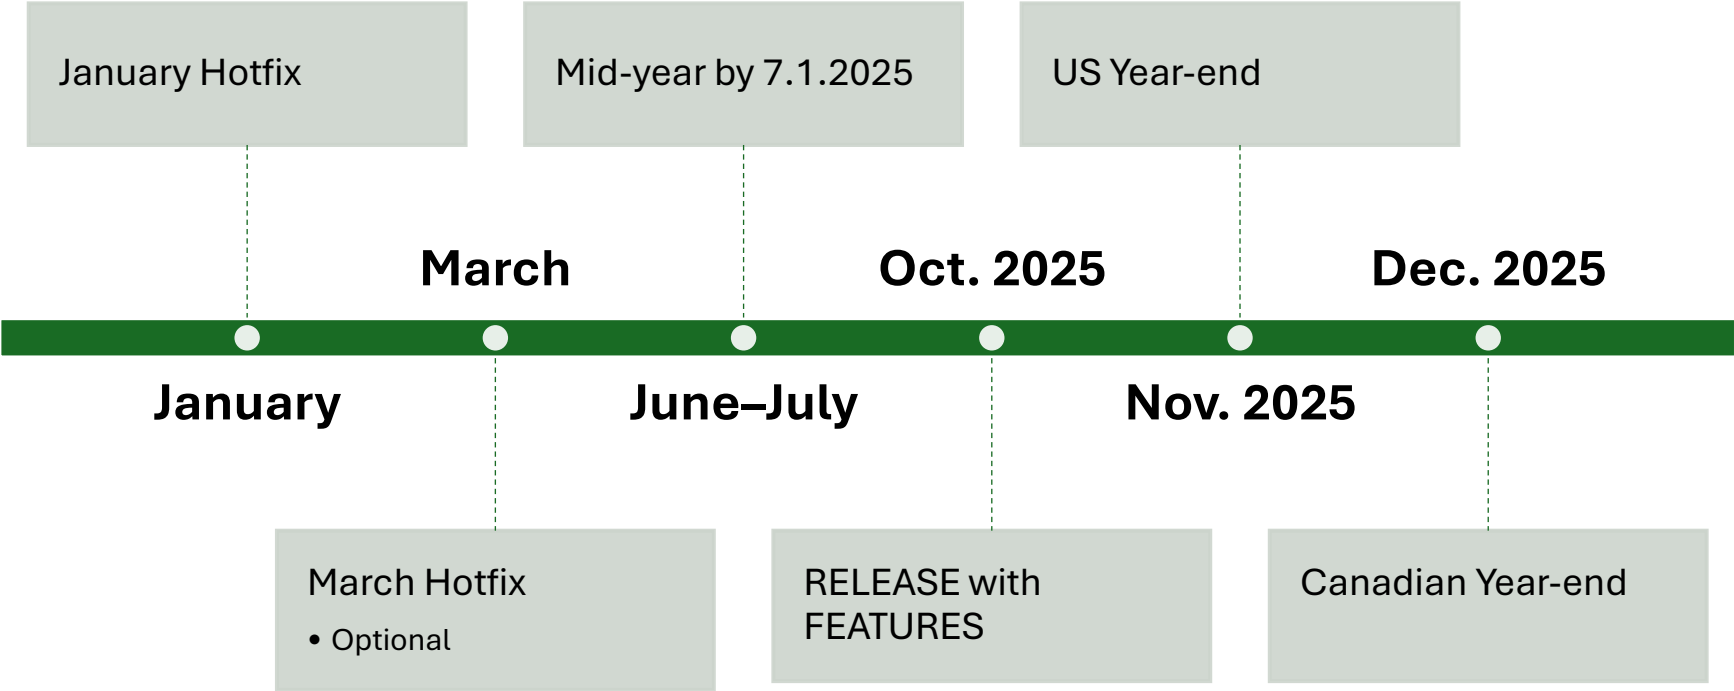 January Hotfix
Mid-year by 7.1.2025
US Year-end
March
Oct. 2025
Dec. 2025
January
June–July
Nov. 2025
March Hotfix
• Optional
RELEASE with
FEATURES
Canadian Year-end